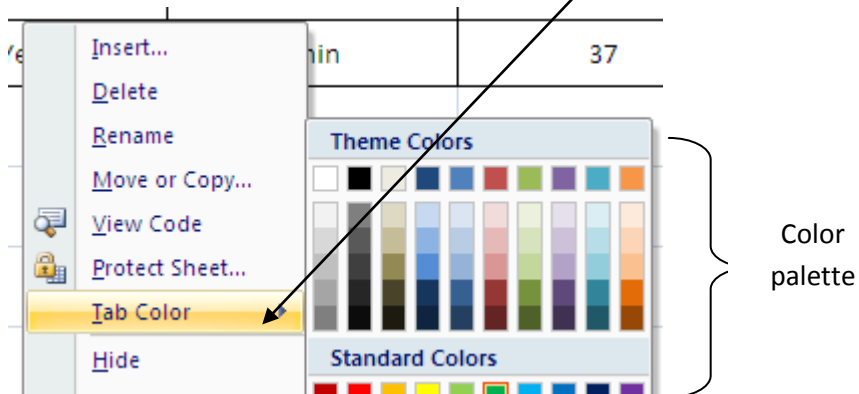 Insert...
Delete
Rename
Move or Copy...
View Code
Protect Sheet...
Tab Color
Hide
37
Theme Colors
Standard Colors
Color
palette